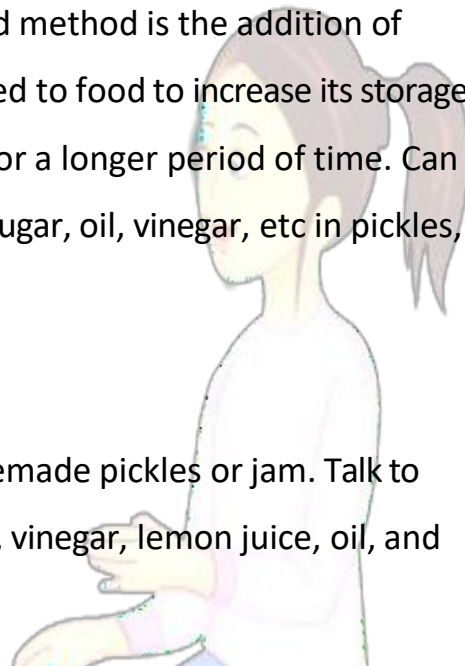 d method is the addition of
ed to food to increase its storage
or a longer period of time. Can
ugar, oil, vinegar, etc in pickles,
emade pickles or jam. Talk to
, vinegar, lemon juice, oil, and